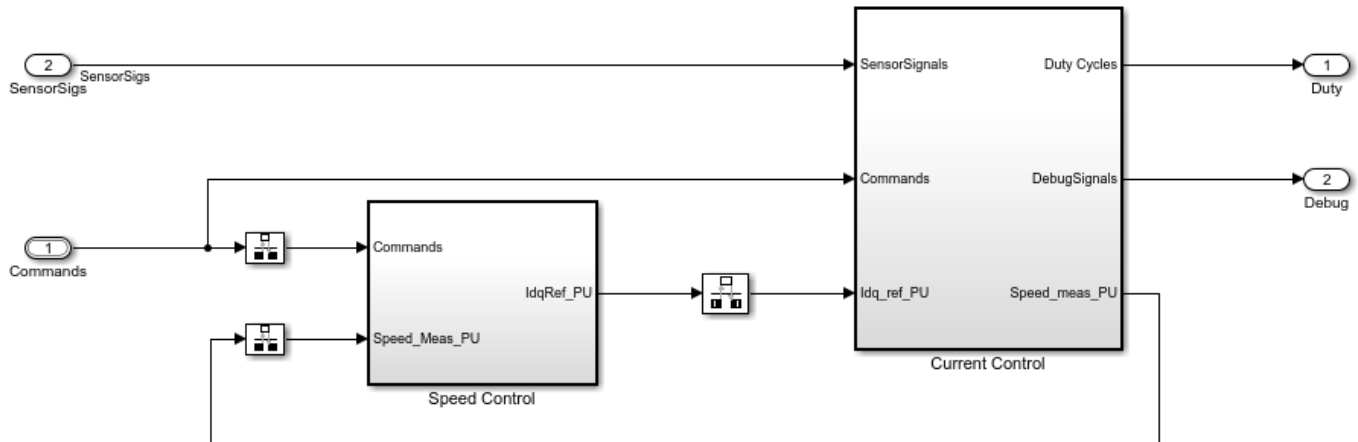 2
SensorSigs
SensorSigs
SensorSignals
Duty Cycles
1
Duty
Commands
DebugSignals
2
Debug
1
Commands
Commands
IdqRef_PU
Speed_Meas_PU
Speed Control
Idq_ref_PU
Speed_meas_PU
Current Control